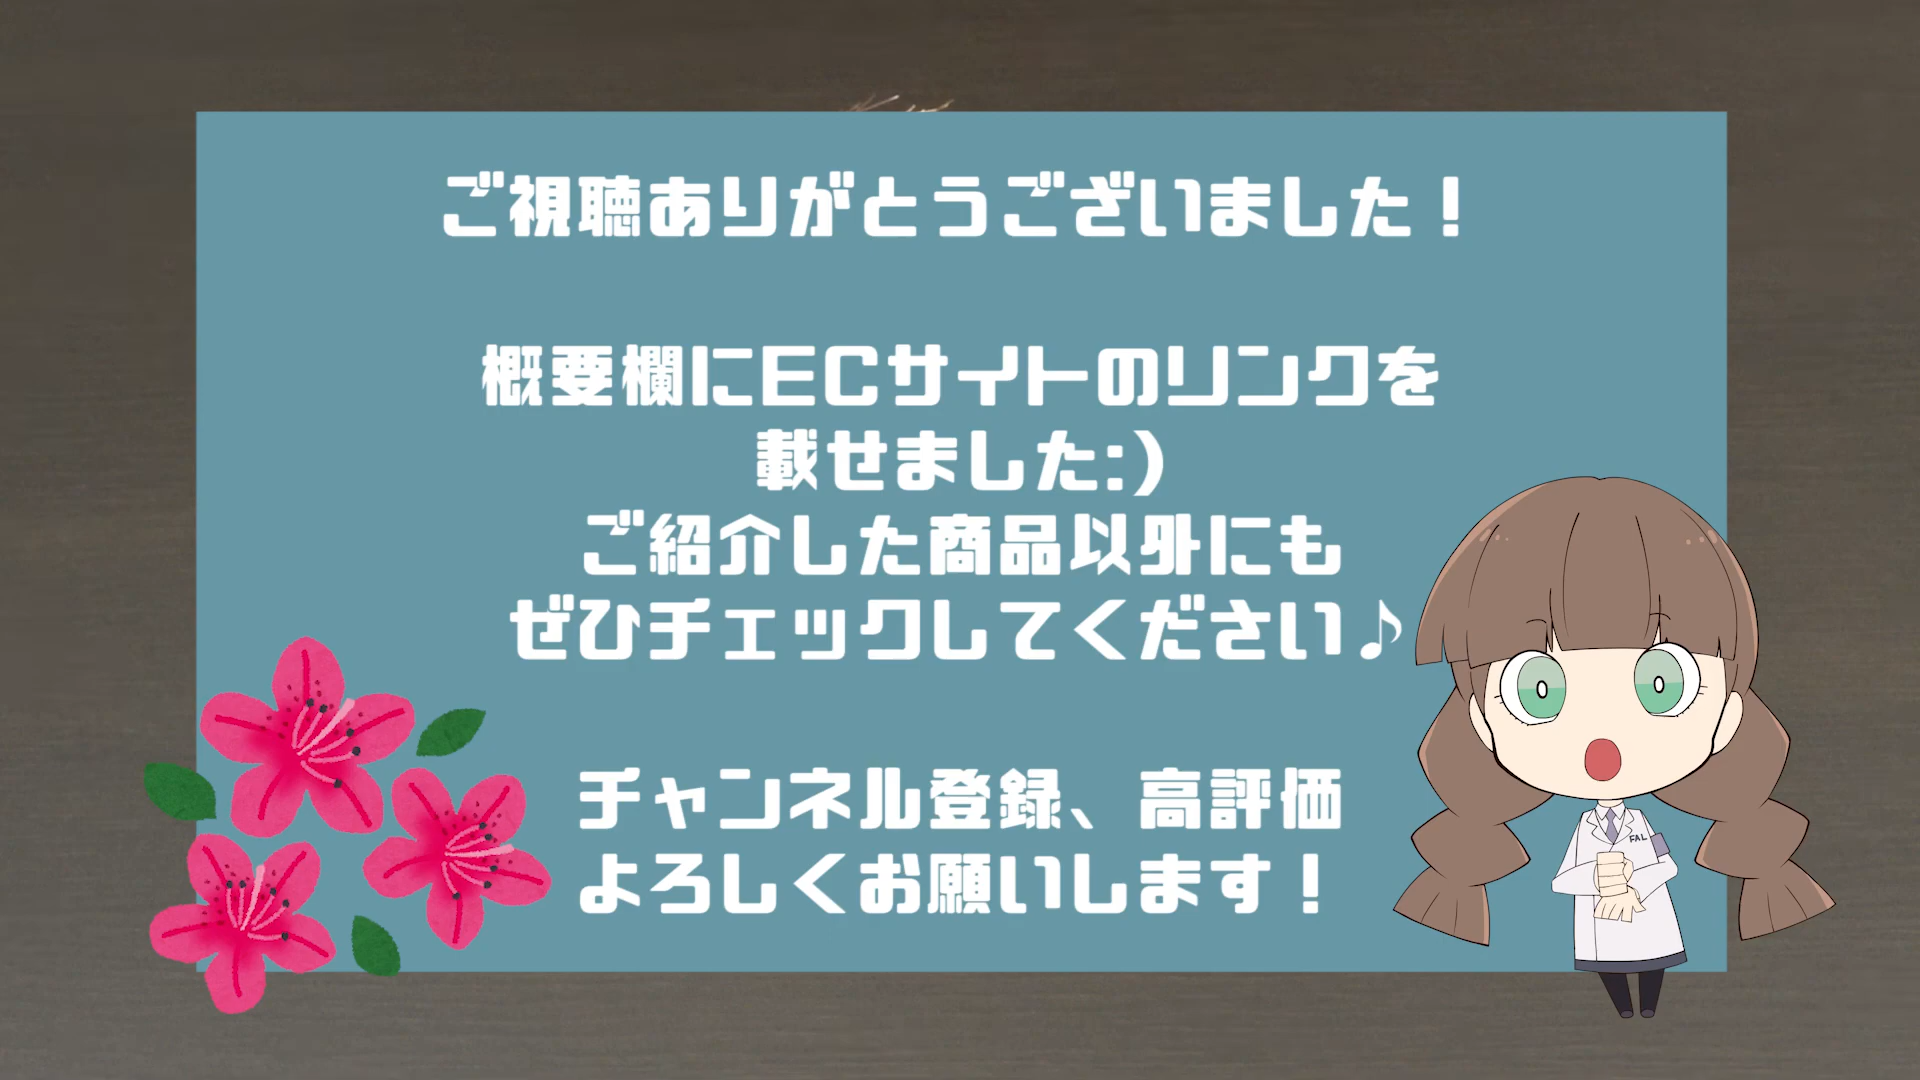 ご視聴ありがとうございました！
概要欄にECサイトのリンクを
載せました:)
ご紹介した商品以外にも
ぜひチェックしてください♪
チャンネル登録、高評価
よろしくお願いします！
FAL